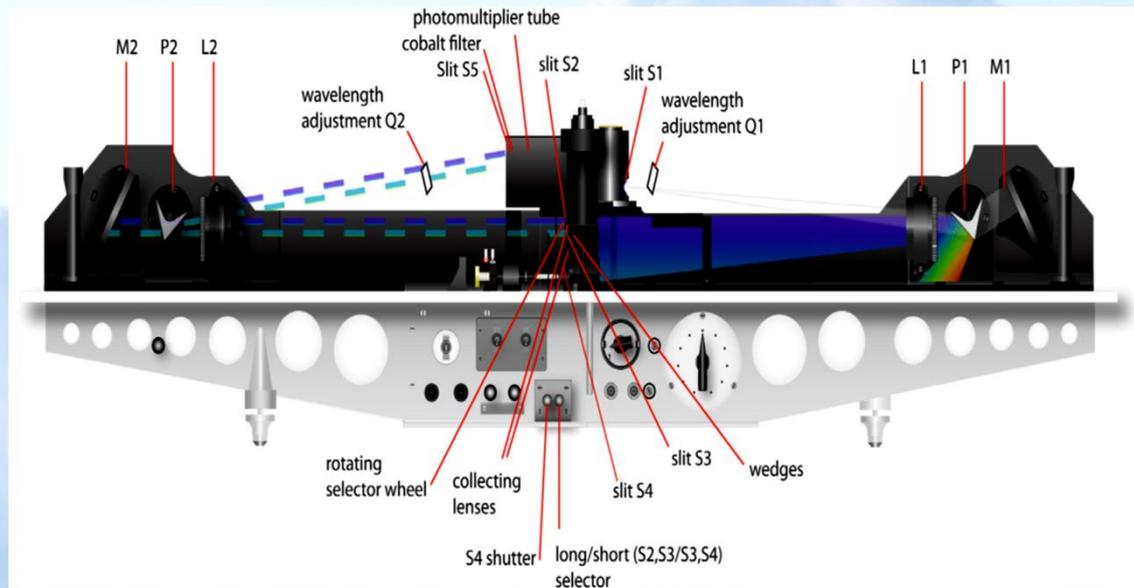 photomultiplier tube
cobalt filter
Slit S5
M2
P2
L2
slit S2
slit S1
L1
P1
M1
wavelength
adjustment Q2
wavelength
adjustment Q1
rotating
selector wheel
collecting
lenses
slit S4
slit S3
wedges
S4 shutter
long/short (S2,S3/S3,S4)
selector